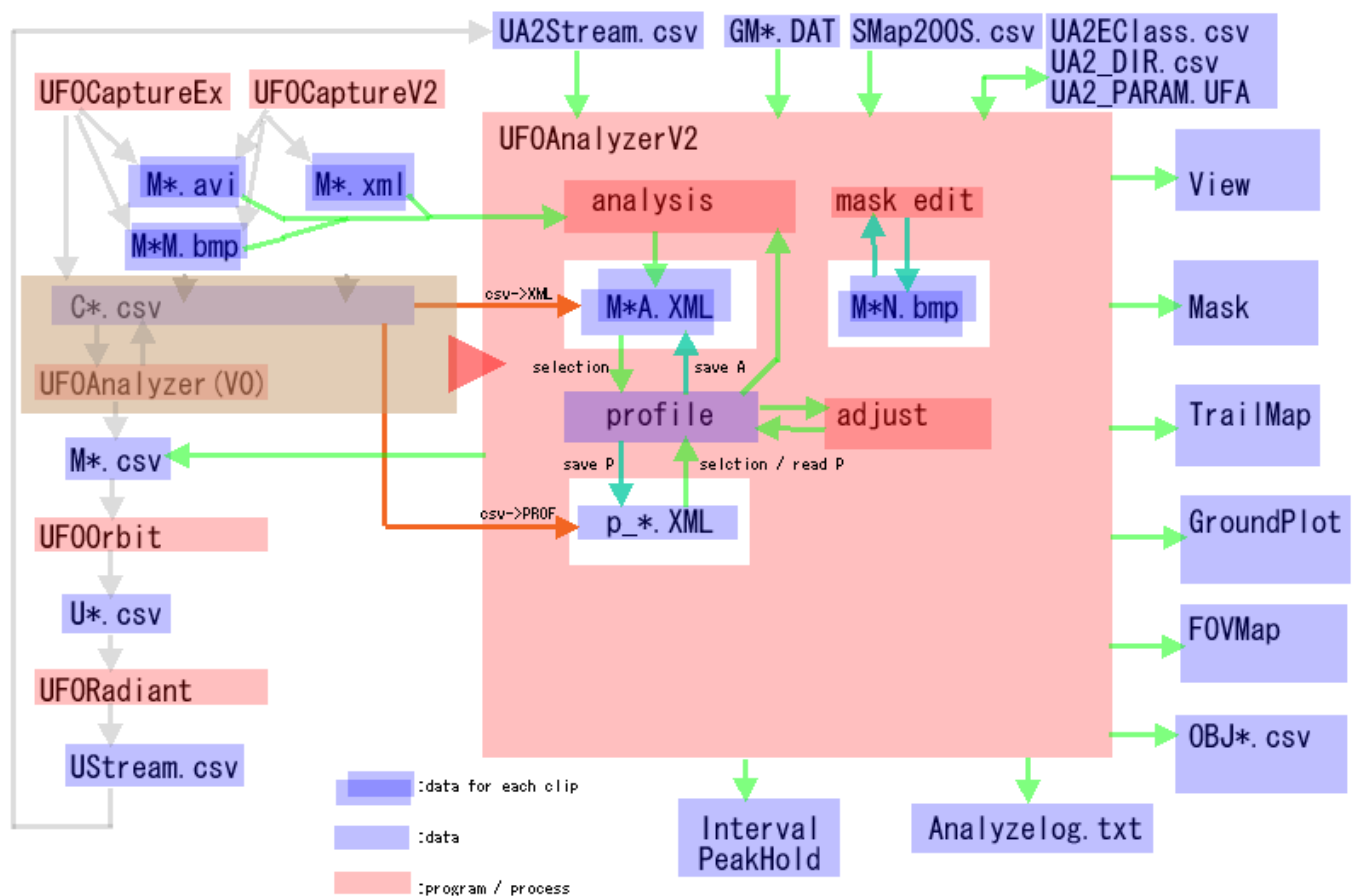 UA2Stream.csv
GM*.DAT
SMap200S.csv
UA2EClass.csv
UA2_DIR.csv
UA2_PARAM.UFA
UFOCaptureEx
UFOCaptureV2
M*.avi
M*.xml
M*M.bmp
C*.csv
UFOAnalyzer(V0)
M*.csv
UFOOrbit
U*.csv
UFORadiant
UStream.csv
UFOAnalyzerV2
analysis
mask edit
csv->XML
M*A.XML
M*N.bmp
selection
save A
profile
adjust
save P
selction / read P
csv->PROF
p_*.XML
View
Mask
TrailMap
GroundPlot
FOVMap
OBJ*.csv
:data for each clip
:data
:program / process
Interval
PeakHold
Analyzelog.txt